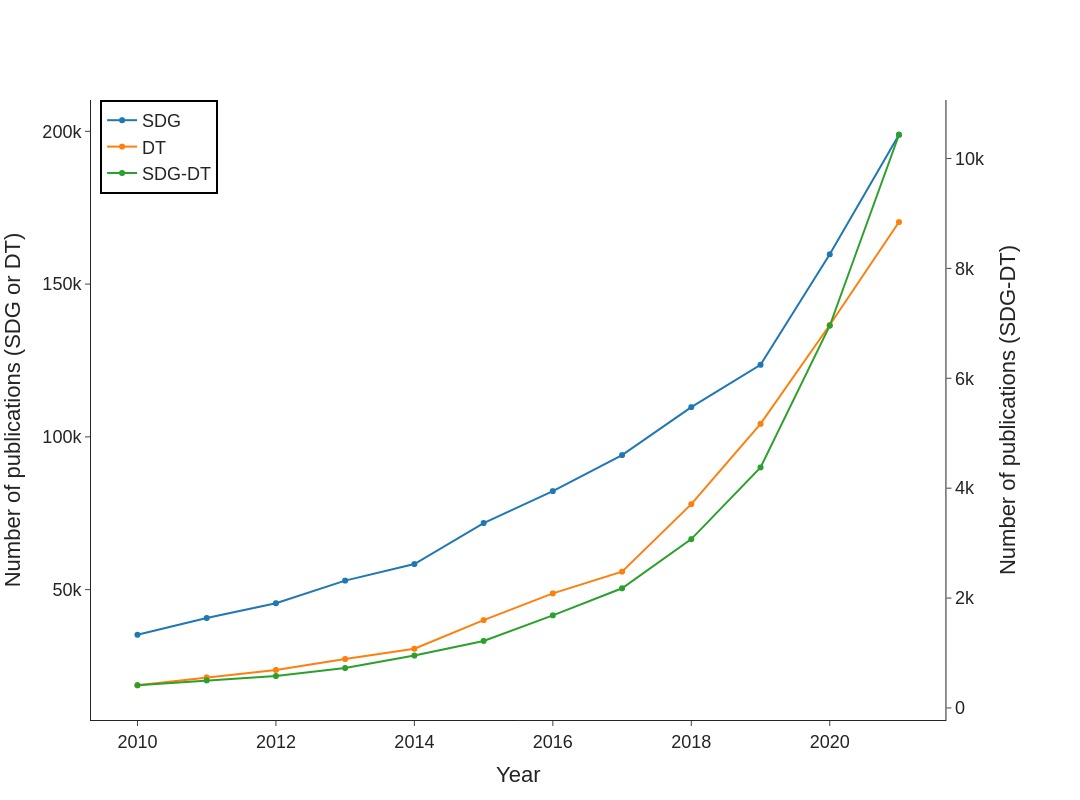 SDG
DT
SDG-DT
200k
150k
100k
50k
Number of publications (SDG or DT)
10k
8k
6k
4k
2k
0
Number of publications (SDG-DT)
2010
2012
2014
2016
2018
2020
Year